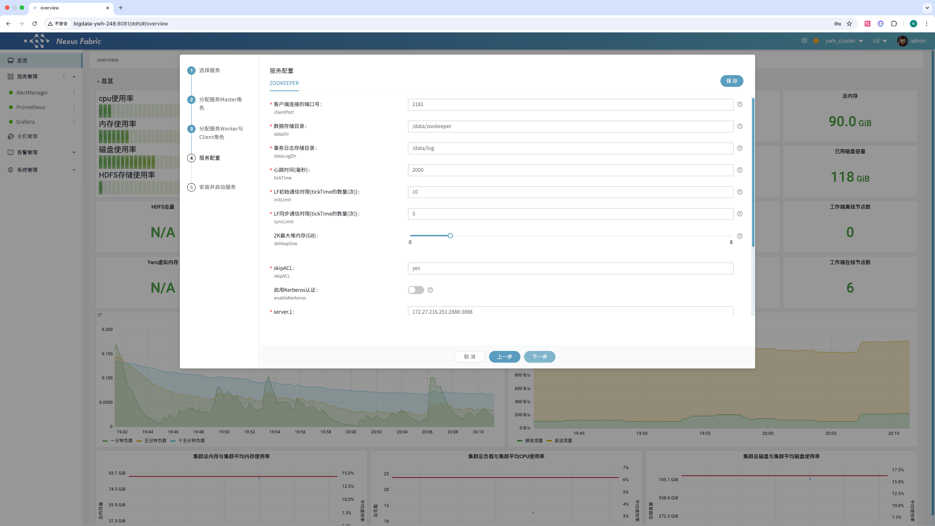 overview
不安全
bigdata-ywh-248:8081/ddh/#/overview
Nexus Fabric
ywh_cluster
US
admin
总览
overview
服务管理
AlertManager
Prometheus
Grafana
主机管理
告警管理
系统管理
总览
cpu使用率
内存使用率
磁盘使用率
HDFS存储使用率
HDFS总量
N/A
Yarn虚拟内存
N/A
总内存
90.0 GiB
已用磁盘容量
118 GiB
工作踹离线节点数
0
工作踹在线节点数
6
1 选择服务
2 分配服务Master角色
3 分配服务Worker与Client角色
4 服务配置
5 安装并启动服务
服务配置
ZOOKEEPER
保 存
* 客户端连接的端口号:
clientPort
2181
* 数据存储目录:
dataDir
/data/zookeeper
* 事务日志存储目录:
dataLogDir
/data/log
* 心跳时间(毫秒):
tickTime
2000
* LF初始通信时限(tickTime的数量(次)):
initLimit
10
* LF同步通信时限(tickTime的数量(次)):
syncLimit
5
ZK最大堆内存(GB):
zkHeapSize
0
8
* skipACL:
skipACL
yes
启用Kerberos认证:
enableKerberos
* server.1:
172.27.216.251:2888:3888
取 消
上一步
下一步
0.200
0.150
0.100
0.0500
0
19:42 19:44 19:46 19:48 19:50 19:52 19:54 19:56 19:58 20:00 20:02 20:04 20:06 20:08 20:10
一分钟负载 五分钟负载 十五分钟负载
800 B/s
600 B/s
400 B/s
200 B/s
0 B/s
19:45 19:50 19:55 20:00 20:05 20:10
接收流量 发送流量
集群总内存与集群平均内存使用率
93.1 GiB
74.5 GiB
55.9 GiB
37.3 GiB
15.0%
12.5%
10.0%
7.5%
5.0%
集群总负载与集群平均CPU使用率
25
20
15
10
7%
6%
5%
4%
3%
集群总磁盘与集群平均磁盘使用率
745.1 GiB
558.8 GiB
372.5 GiB
17.5%
15.0%
12.5%
10.0%
7.5%